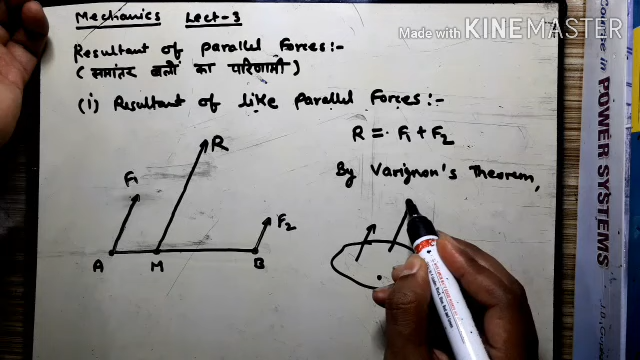 Made with KINEMASTER
Mechanics Lect-3
Resultant of Parallel Forces:-
(समांतर बलों का परिणामी)
(i) Resultant of like Parallel Forces:-
R = F₁ + F₂
By Varignon's Theorem,
R
F₁
F₂
A M B
POWER SYSTEMS